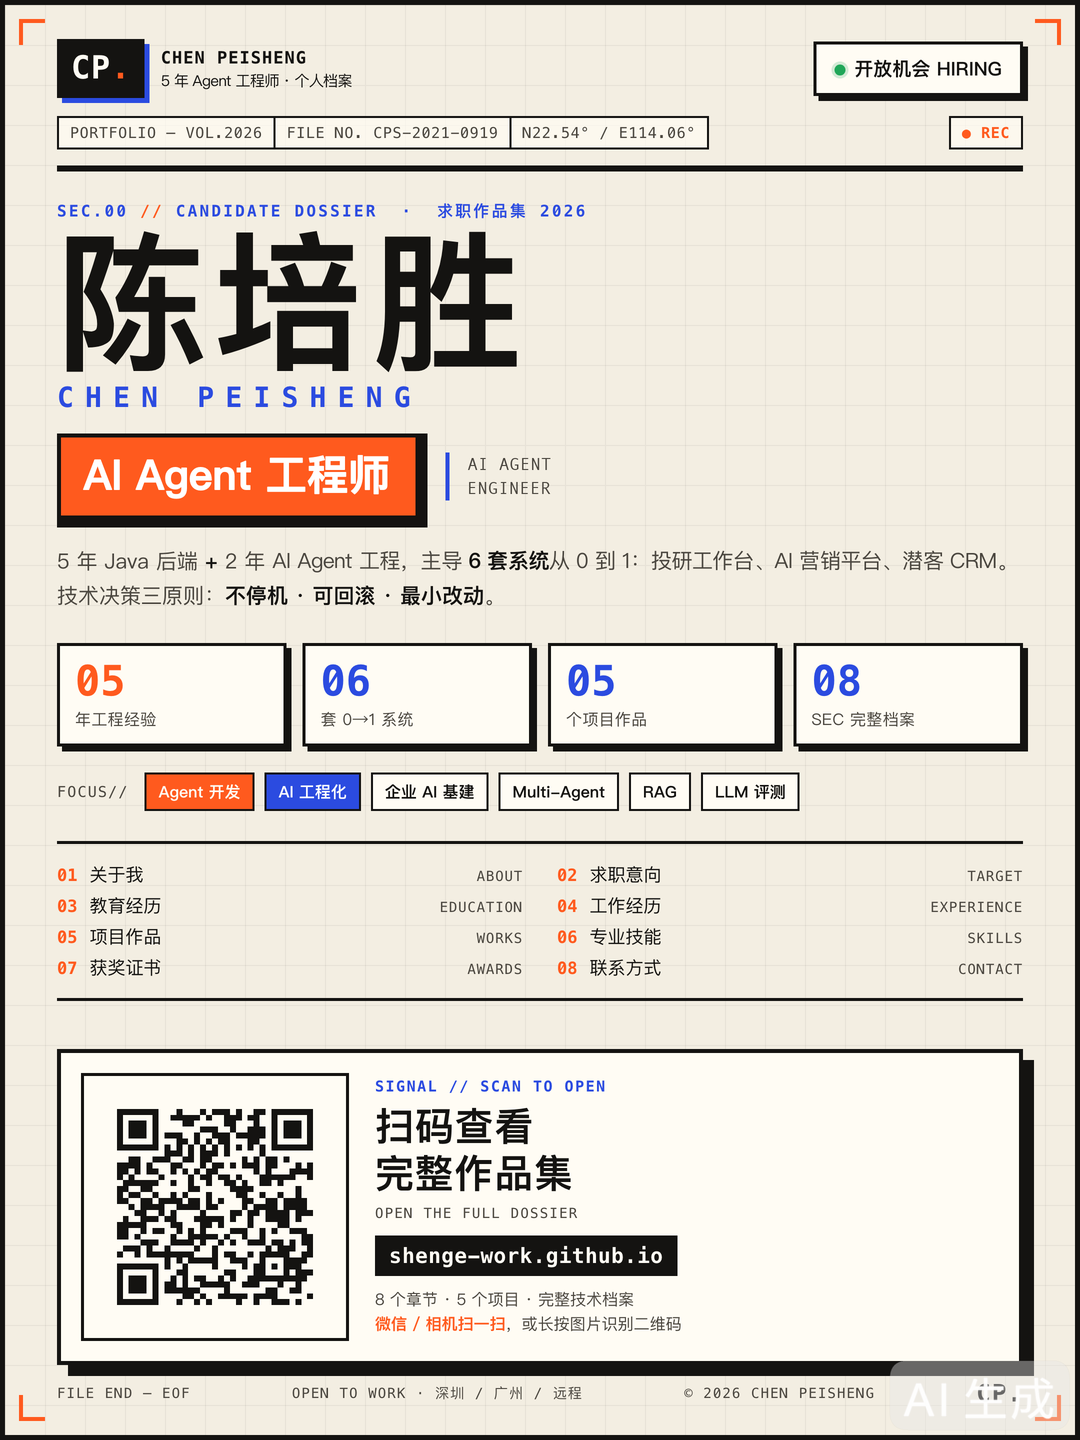 CP.
CHEN PEISHENG
5 年 Agent 工程师 · 个人档案
开放机会 HIRING
PORTFOLIO — VOL.2026
FILE NO. CPS-2021-0919
N22.54° / E114.06°
REC
SEC.00 // CANDIDATE DOSSIER · 求职作品集 2026
陈培胜
CHEN PEISHENG
AI Agent 工程师
AI AGENT
ENGINEER
5 年 Java 后端 + 2 年 AI Agent 工程，主导 6 套系统从 0 到 1：投研工作台、AI 营销平台、潜客 CRM。
技术决策三原则：不停机 · 可回滚 · 最小改动。
05
年工程经验
06
套 0→1 系统
05
个项目作品
08
SEC 完整档案
FOCUS// Agent 开发 AI 工程化 企业 AI 基建 Multi-Agent RAG LLM 评测
01 关于我 ABOUT
02 求职意向 TARGET
03 教育经历 EDUCATION
04 工作经历 EXPERIENCE
05 项目作品 WORKS
06 专业技能 SKILLS
07 获奖证书 AWARDS
08 联系方式 CONTACT
SIGNAL // SCAN TO OPEN
扫码查看
完整作品集
OPEN THE FULL DOSSIER
shenge-work.github.io
8 个章节 · 5 个项目 · 完整技术档案
微信 / 相机扫一扫，或长按图片识别二维码
FILE END — EOF
OPEN TO WORK · 深圳 / 广州 / 远程
© 2026 CHEN PEISHENG
CP.
AI 生成